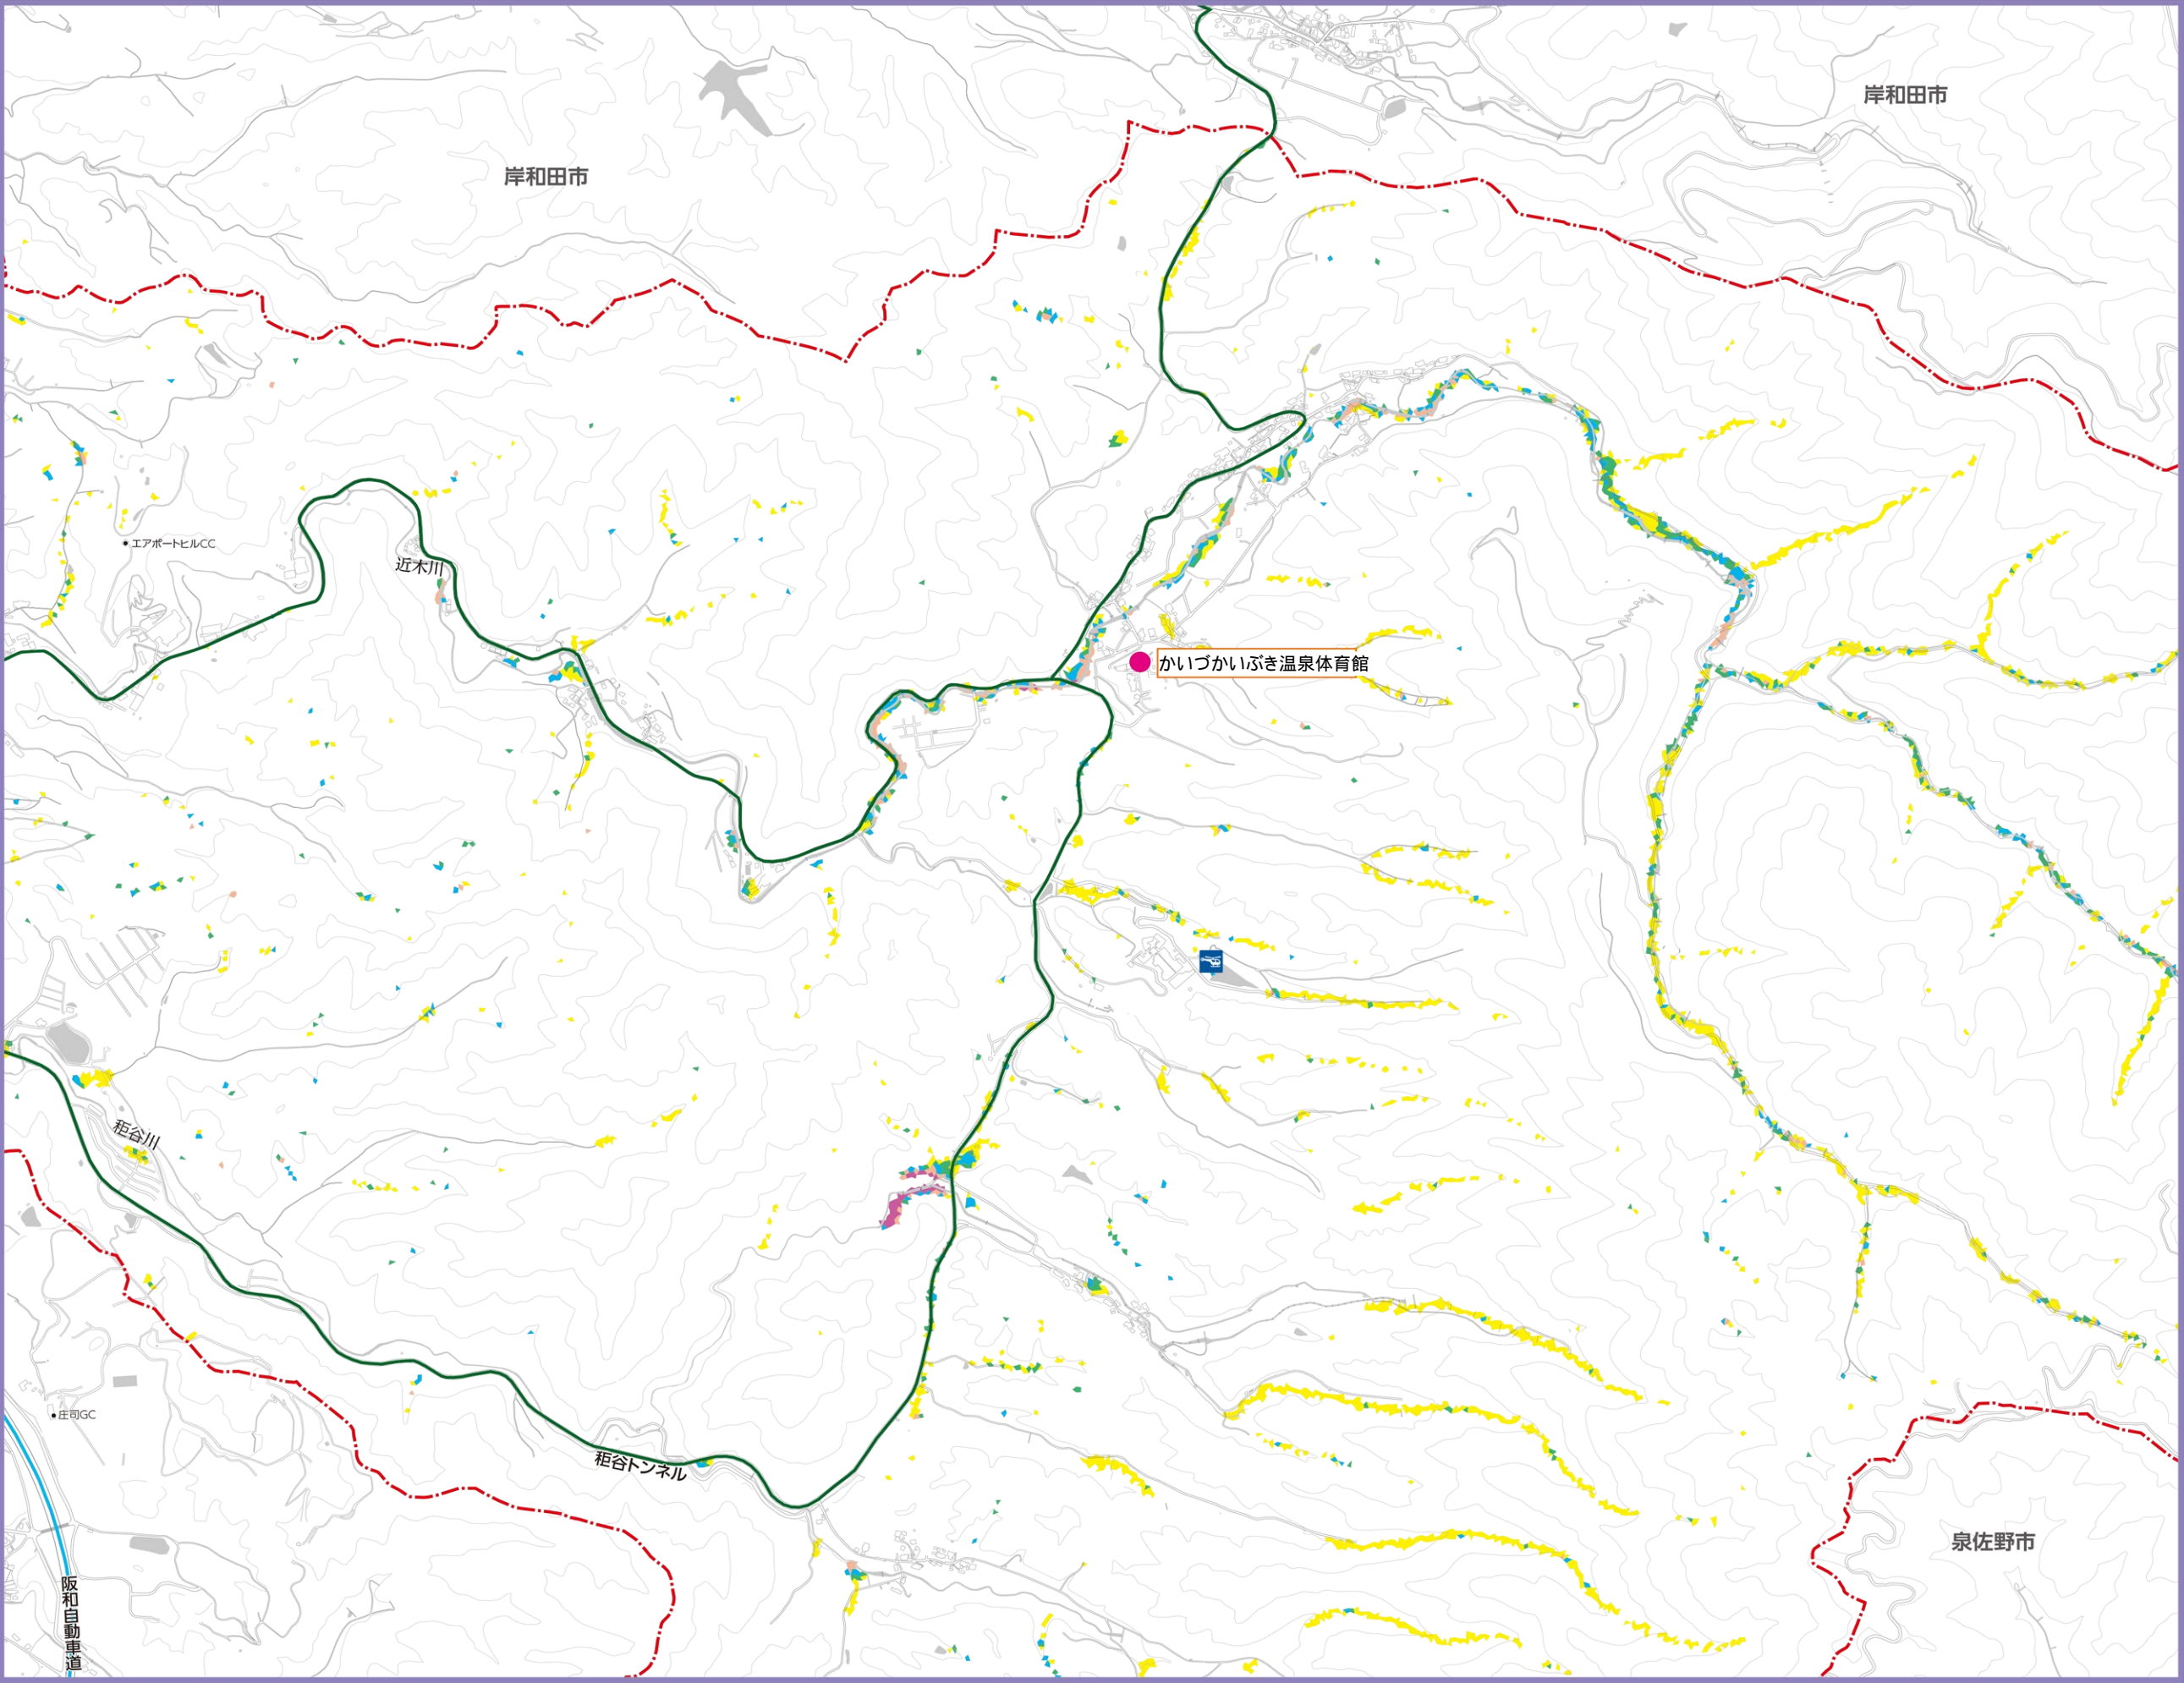 岸和田市
岸和田市
エアポートヒルCC
近木川
かいづかいぶき温泉体育館
秬谷川
庄司GC
秬谷トンネル
泉佐野市
阪和自動車道